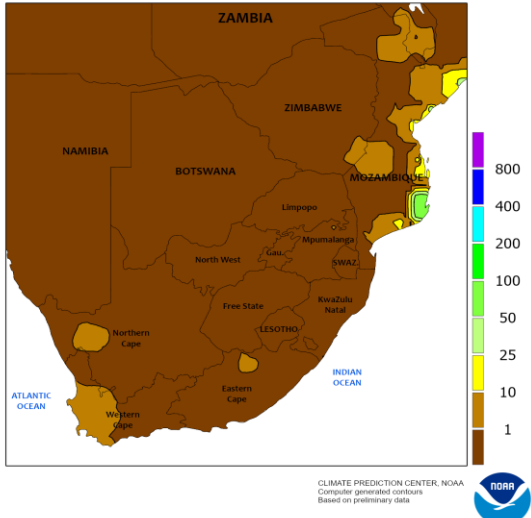 ZAMBIA
ZIMBABWE
NAMIBIA
BOTSWANA
MOZAMBIQUE
Limpopo
Mpumalanga
North West
Gau.
SWAZ.
Free State
KwaZulu
Natal
LESOTHO
Northern
Cape
Eastern
Cape
Western
Cape
ATLANTIC
OCEAN
INDIAN
OCEAN
800
400
200
100
50
25
10
1
CLIMATE PREDICTION CENTER, NOAA
Computer generated contours
Based on preliminary data
NOAA